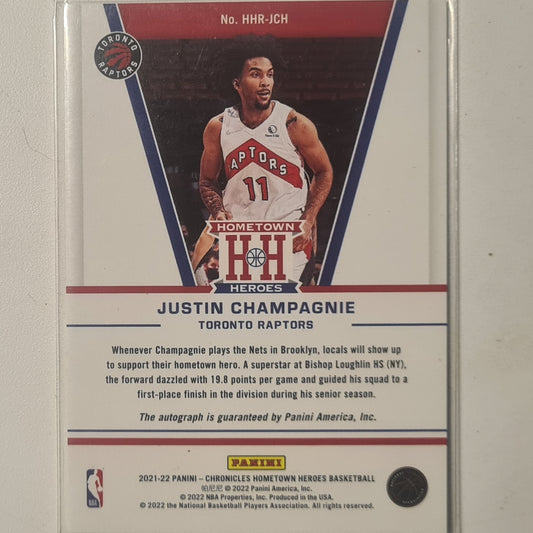 No. HHR-JCH
TORONTO
RAPTORS
RAPTORS
11
HOMETOWN
HH
HEROES
JUSTIN CHAMPAGNIE
TORONTO RAPTORS
Whenever Champagnie plays the Nets in Brooklyn, locals will show up
to support their hometown hero. A superstar at Bishop Loughlin HS (NY),
the forward dazzled with 19.8 points per game and guided his squad to a
first-place finish in the division during his senior season.
The autograph is guaranteed by Panini America, Inc.
PANINI
2021-22 PANINI – CHRONICLES HOMETOWN HEROES BASKETBALL
帕尼尼 © 2022 Panini America, Inc.
© 2022 NBA Properties, Inc. Produced in the USA.
© 2022 the National Basketball Players Association. All rights reserved.
NBA